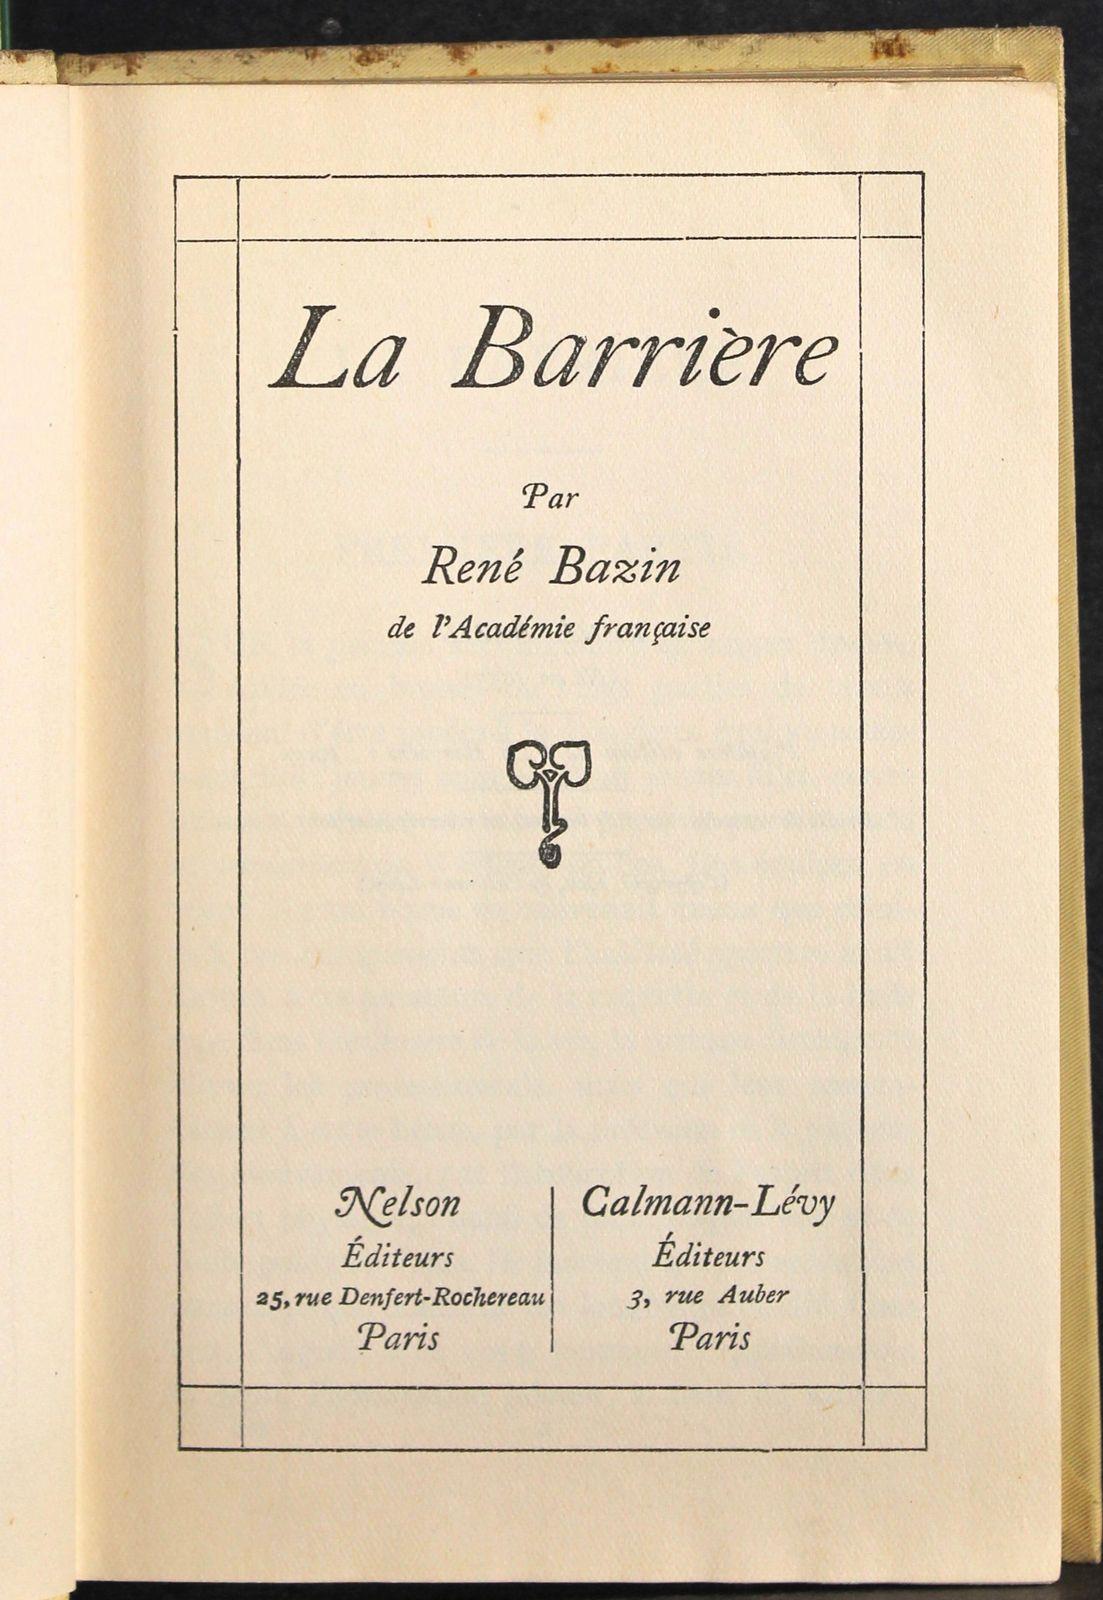 La Barrière
Par
René Bazin
de l'Académie française
Nelson
Éditeurs
25, rue Denfert-Rochereau
Paris
Calmann-Lévy
Éditeurs
3, rue Auber
Paris